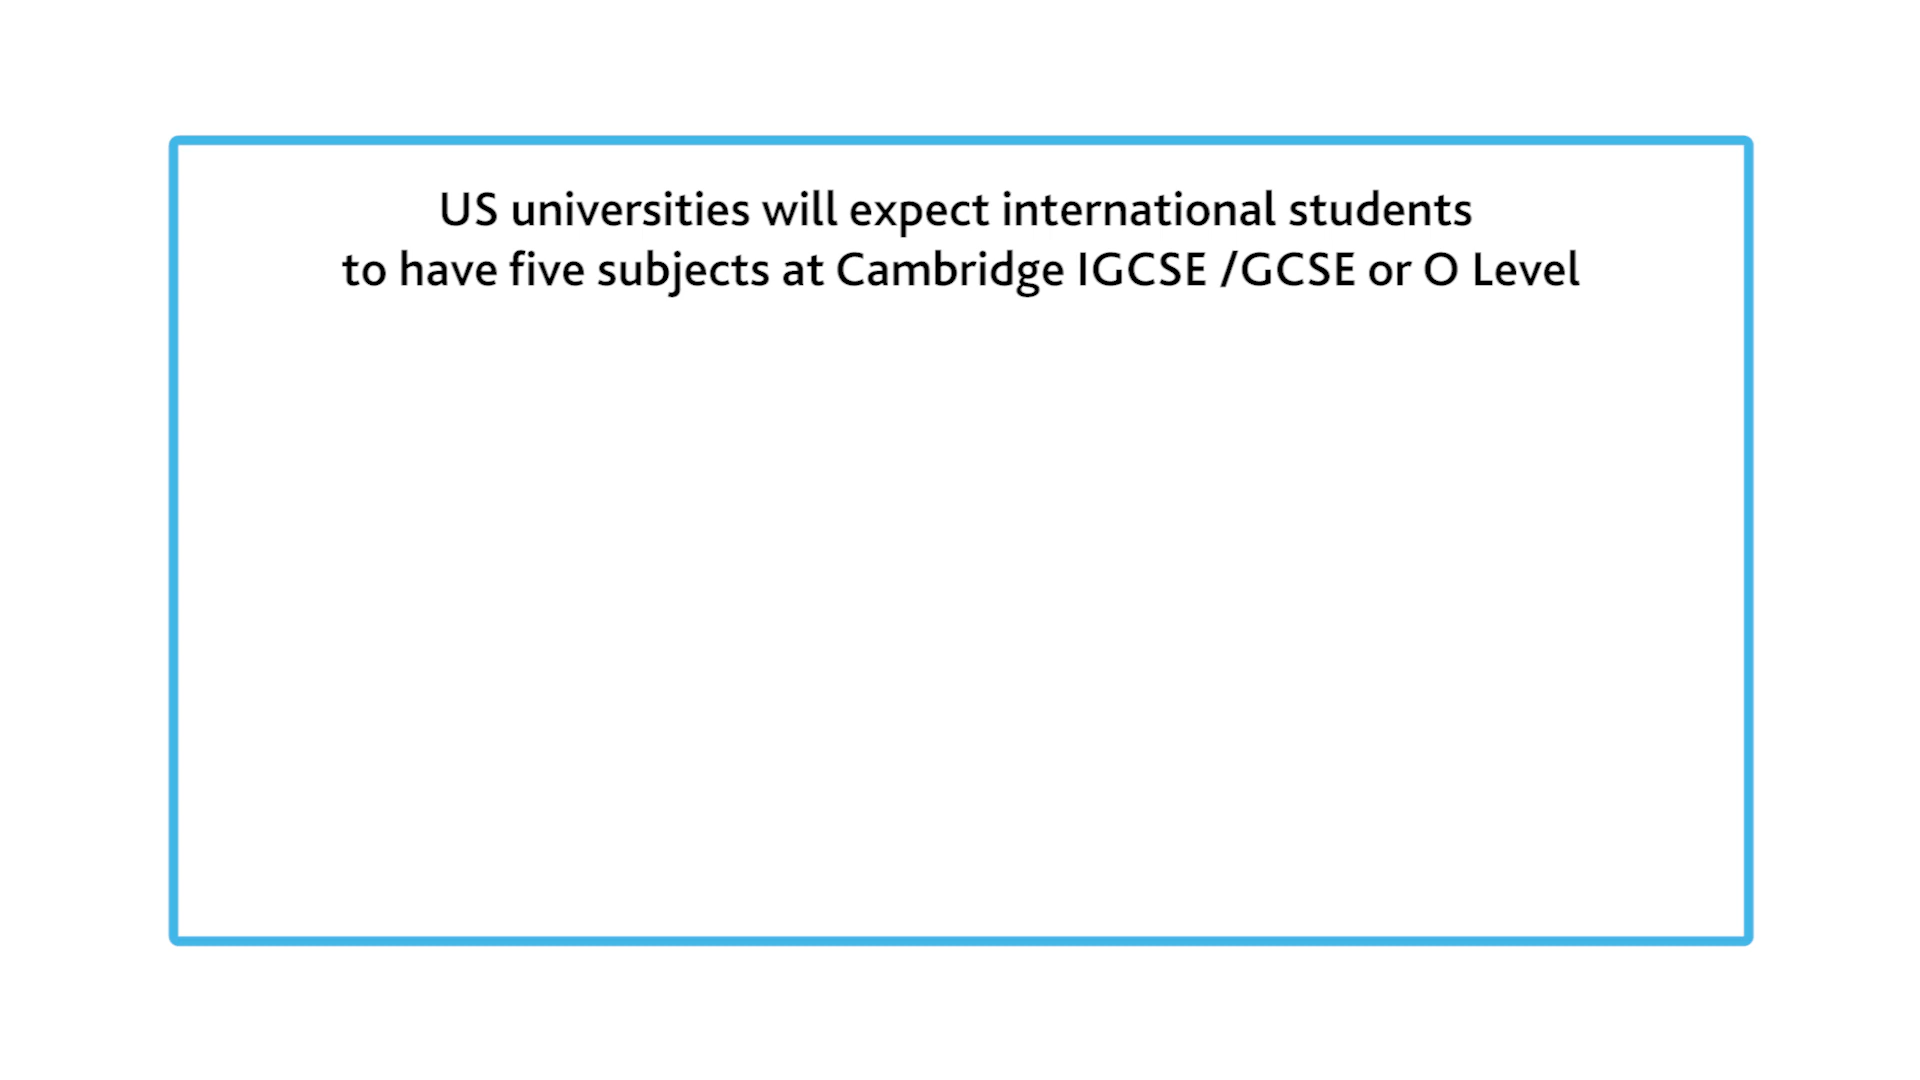 US universities will expect international students
to have five subjects at Cambridge IGCSE /GCSE or O Level